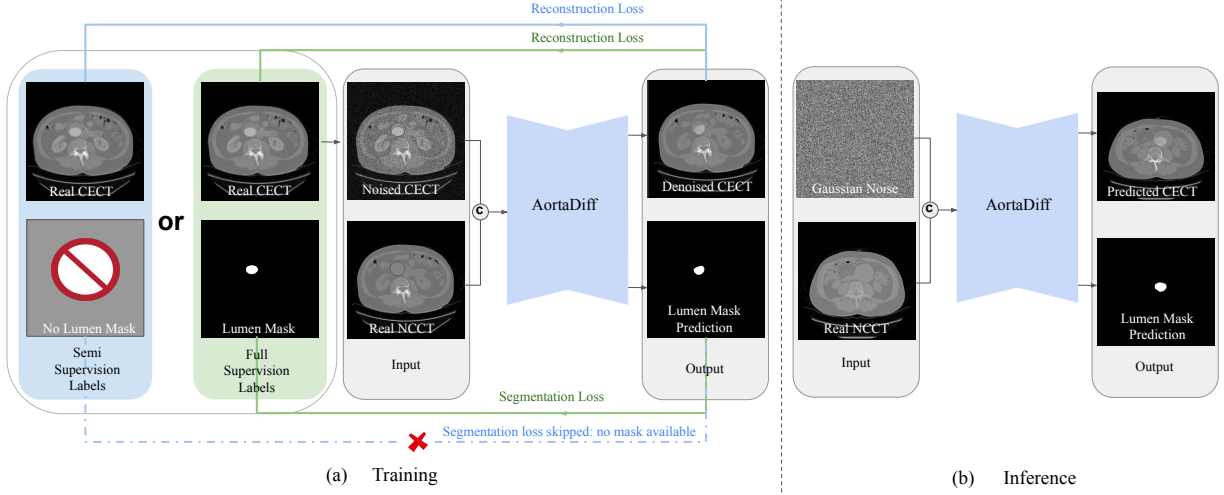 Reconstruction Loss
Reconstruction Loss
Real CECT
or
Real CECT
Noised CECT
Denoised CECT
AortaDiff
C
No Lumen Mask
Lumen Mask
Real NCCT
Lumen Mask
Prediction
Semi
Supervision
Labels
Full
Supervision
Labels
Input
Output
Segmentation Loss
Segmentation loss skipped: no mask available
(a) Training
Gaussian Noise
Predicted CECT
C
AortaDiff
Real NCCT
Lumen Mask
Prediction
Input
Output
(b) Inference